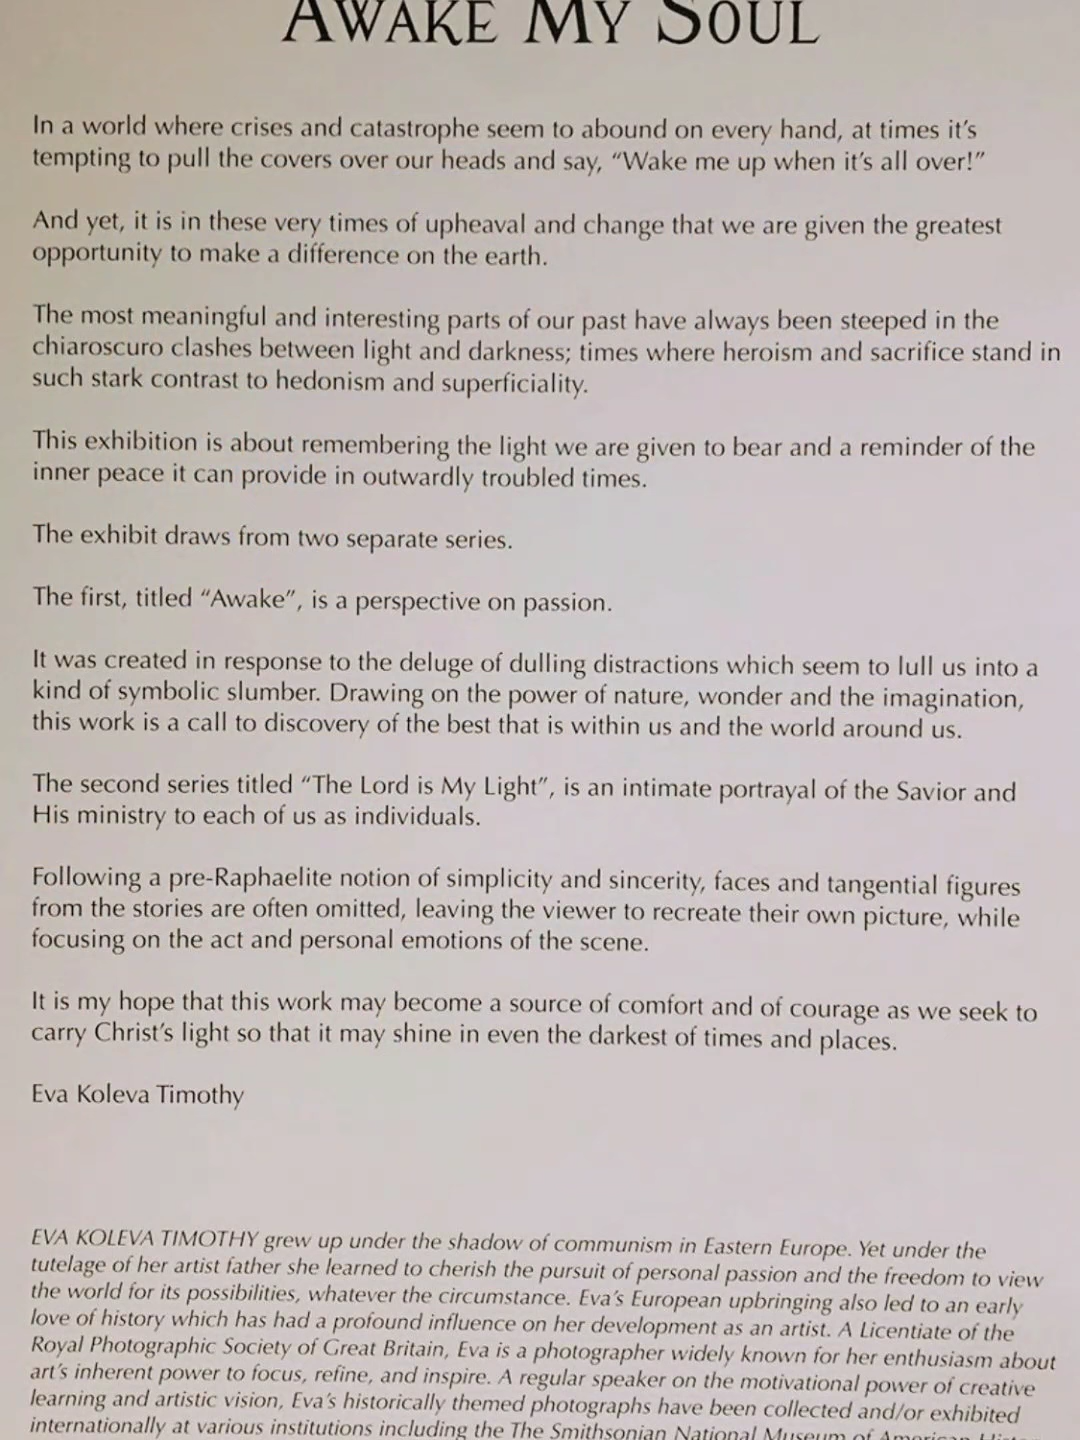 AWAKE MY SOUL
In a world where crises and catastrophe seem to abound on every hand, at times it's
tempting to pull the covers over our heads and say, “Wake me up when it's all over!”
And yet, it is in these very times of upheaval and change that we are given the greatest
opportunity to make a difference on the earth.
The most meaningful and interesting parts of our past have always been steeped in the
chiaroscuro clashes between light and darkness; times where heroism and sacrifice stand in
such stark contrast to hedonism and superficiality.
This exhibition is about remembering the light we are given to bear and a reminder of the
inner peace it can provide in outwardly troubled times.
The exhibit draws from two separate series.
The first, titled “Awake”, is a perspective on passion.
It was created in response to the deluge of dulling distractions which seem to lull us into a
kind of symbolic slumber. Drawing on the power of nature, wonder and the imagination,
this work is a call to discovery of the best that is within us and the world around us.
The second series titled “The Lord is My Light”, is an intimate portrayal of the Savior and
His ministry to each of us as individuals.
Following a pre-Raphaelite notion of simplicity and sincerity, faces and tangential figures
from the stories are often omitted, leaving the viewer to recreate their own picture, while
focusing on the act and personal emotions of the scene.
It is my hope that this work may become a source of comfort and of courage as we seek to
carry Christ's light so that it may shine in even the darkest of times and places.
Eva Koleva Timothy
EVA KOLEVA TIMOTHY grew up under the shadow of communism in Eastern Europe. Yet under the
tutelage of her artist father she learned to cherish the pursuit of personal passion and the freedom to view
the world for its possibilities, whatever the circumstance. Eva's European upbringing also led to an early
love of history which has had a profound influence on her development as an artist. A Licentiate of the
Royal Photographic Society of Great Britain, Eva is a photographer widely known for her enthusiasm about
art's inherent power to focus, refine, and inspire. A regular speaker on the motivational power of creative
learning and artistic vision, Eva's historically themed photographs have been collected and/or exhibited
internationally at various institutions including the The Smithsonian National Museum of American